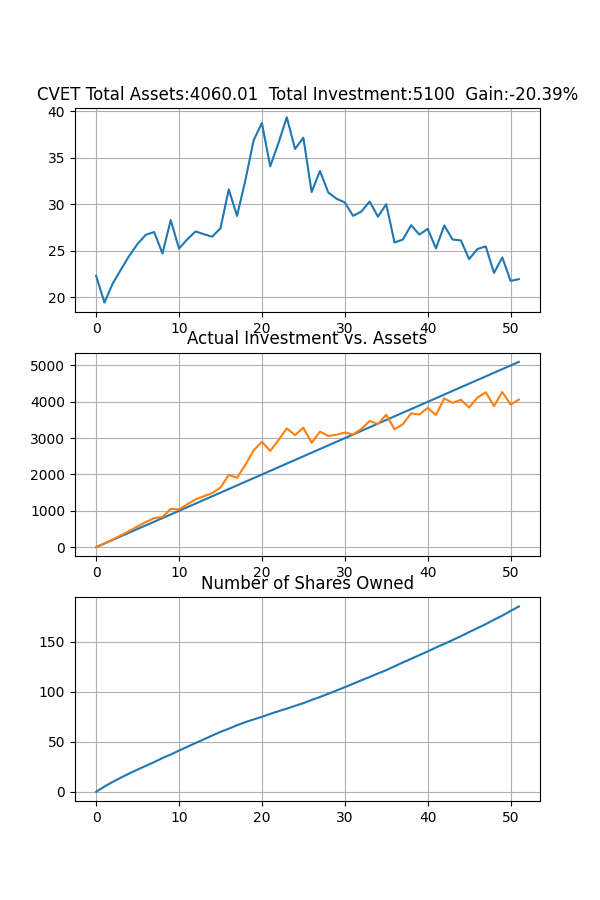 CVET Total Assets:4060.01  Total Investment:5100  Gain:-20.39%
40
35
30
25
20
0 10 20 30 40 50
Actual Investment vs. Assets
5000
4000
3000
2000
1000
0
0 10 20 30 40 50
Number of Shares Owned
150
100
50
0
0 10 20 30 40 50